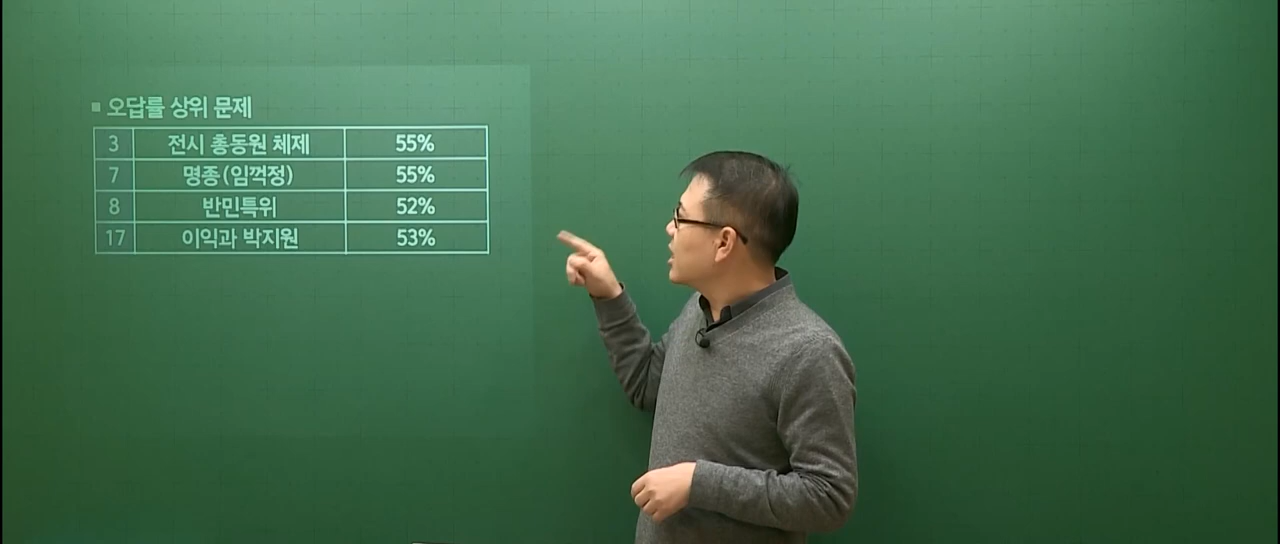 ■ 오답률 상위 문제
3 전시 총동원 체제 55%
7 명종(임꺽정) 55%
8 반민특위 52%
17 이익과 박지원 53%